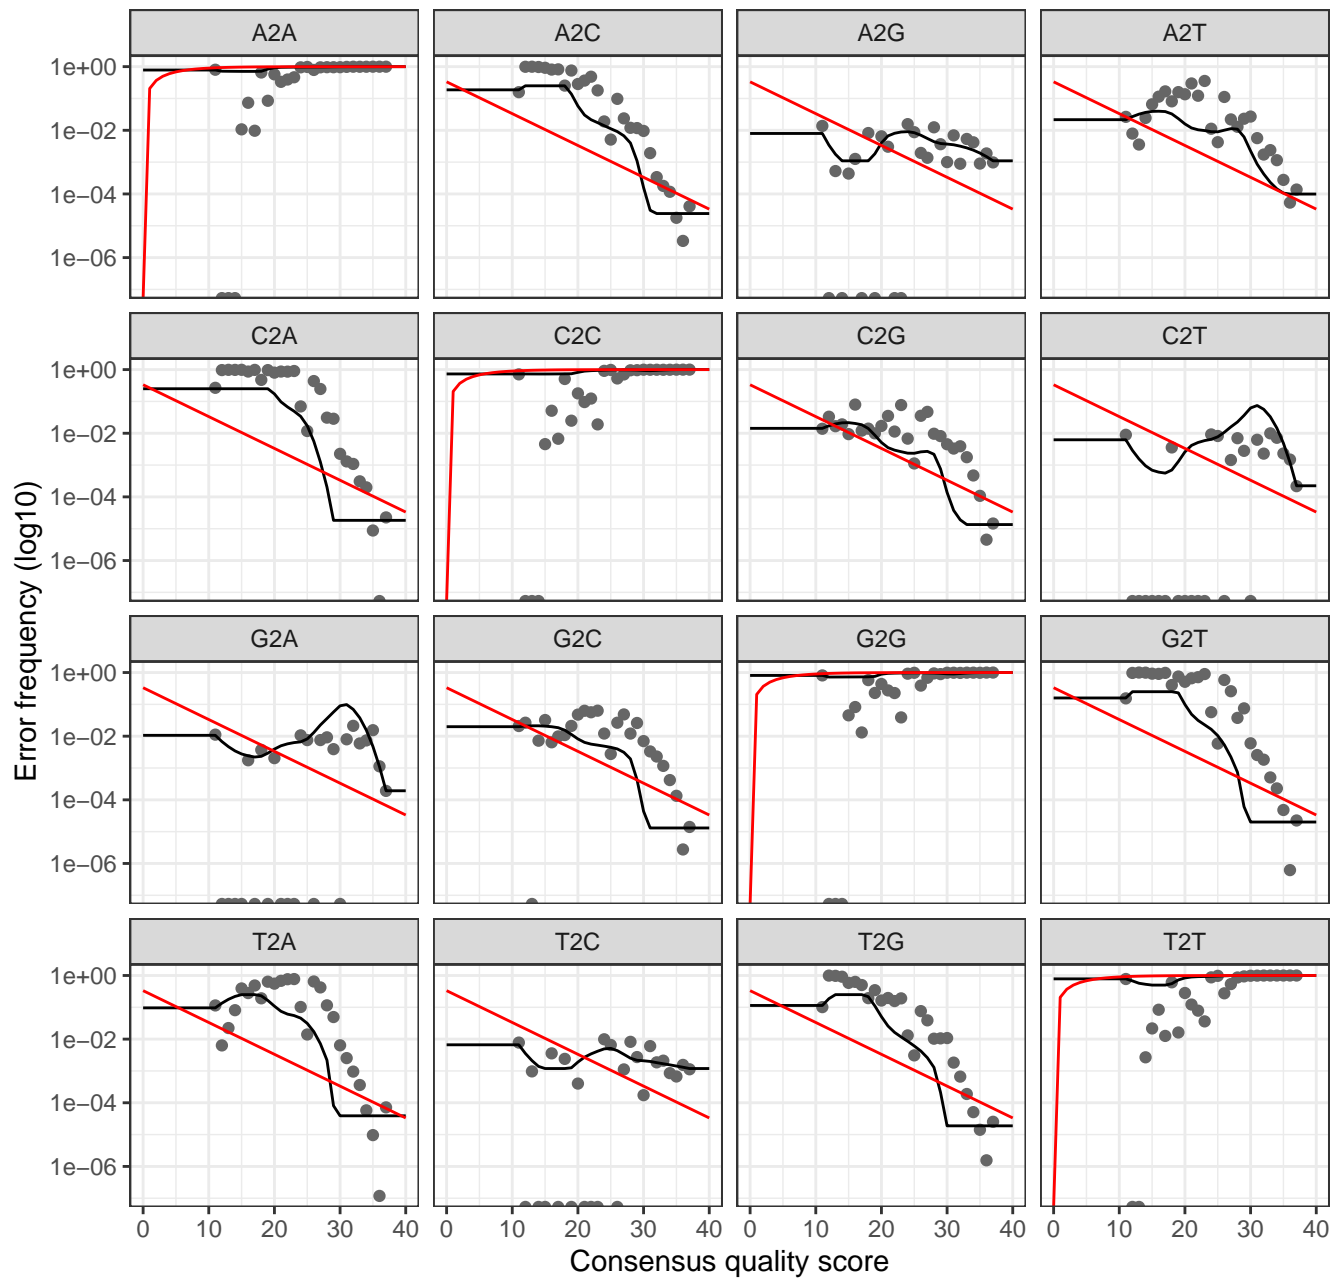 A2A A2C A2G A2T
1e+00
1e-02
1e-04
1e-06
C2A C2C C2G C2T
1e+00
1e-02
1e-04
1e-06
G2A G2C G2G G2T
1e+00
1e-02
1e-04
1e-06
T2A T2C T2G T2T
1e+00
1e-02
1e-04
1e-06
0 10 20 30 40 0 10 20 30 40 0 10 20 30 40 0 10 20 30 40
Consensus quality score
Error frequency (log10)